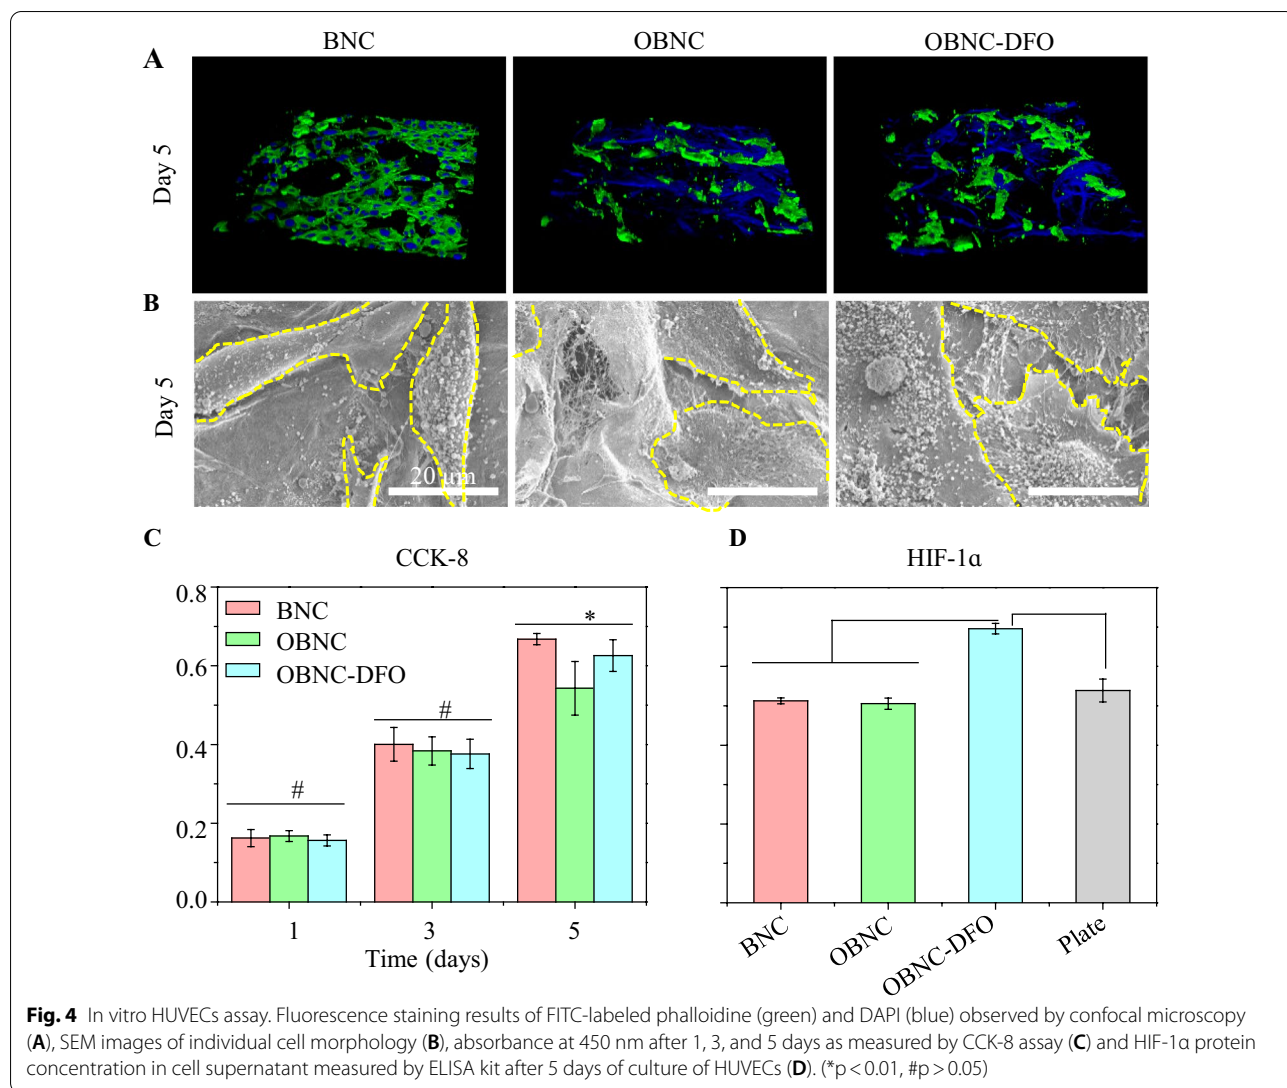 BNC OBNC OBNC-DFO
A
Day 5
B
Day 5
20 µm
C
CCK-8
0.8
0.6
0.4
0.2
0.0
BNC
OBNC
OBNC-DFO
#
#
*
1 3 5
Time (days)
D
HIF-1α
BNC OBNC OBNC-DFO Plate
Fig. 4 In vitro HUVECs assay. Fluorescence staining results of FITC-labeled phalloidine (green) and DAPI (blue) observed by confocal microscopy
(A), SEM images of individual cell morphology (B), absorbance at 450 nm after 1, 3, and 5 days as measured by CCK-8 assay (C) and HIF-1α protein
concentration in cell supernatant measured by ELISA kit after 5 days of culture of HUVECs (D). (*p < 0.01, #p > 0.05)